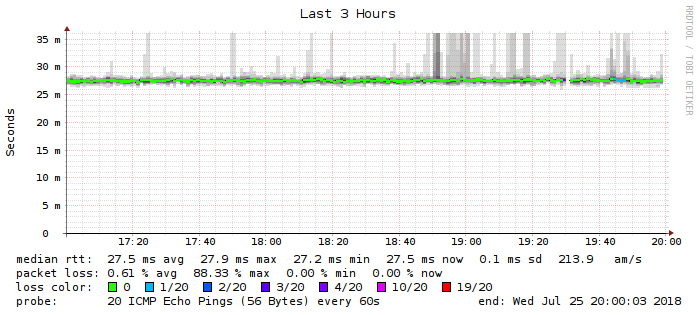 Last 3 Hours
RRDTOOL / TOBI OETIKER
Seconds
35 m
30 m
25 m
20 m
15 m
10 m
5 m
0
17:20 17:40 18:00 18:20 18:40 19:00 19:20 19:40 20:00
median rtt: 27.5 ms avg 27.9 ms max 27.2 ms min 27.5 ms now 0.1 ms sd 213.9 am/s
packet loss: 0.61 % avg 88.33 % max 0.00 % min 0.00 % now
loss color: 0 1/20 2/20 3/20 4/20 10/20 19/20
probe: 20 ICMP Echo Pings (56 Bytes) every 60s end: Wed Jul 25 20:00:03 2018